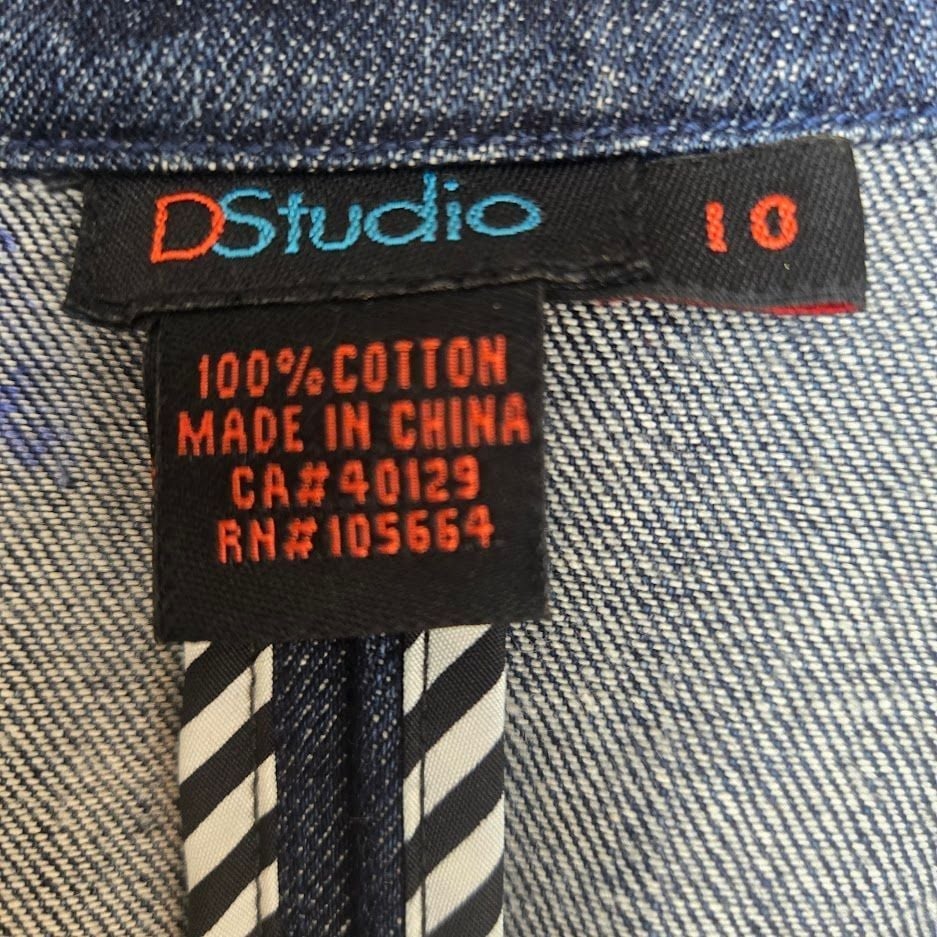 DStudio 10
100% COTTON
MADE IN CHINA
CA# 40129
RN# 105664